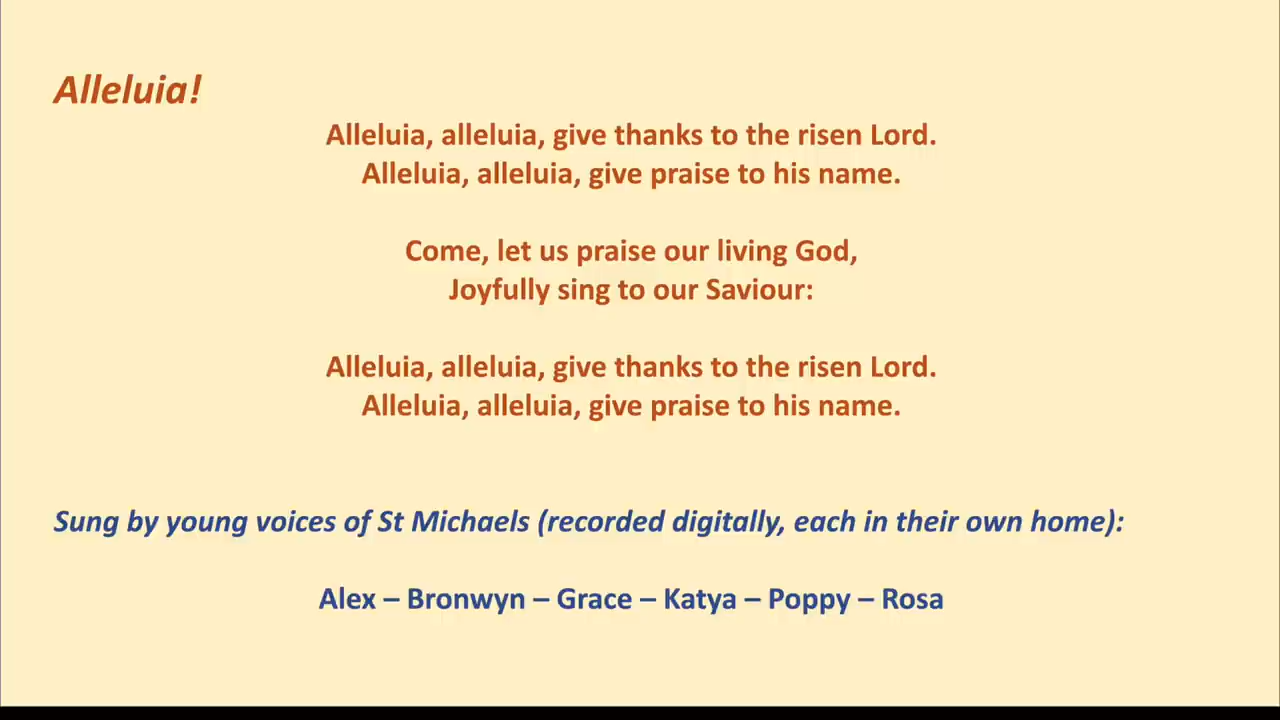 Alleluia!
Alleluia, alleluia, give thanks to the risen Lord.
Alleluia, alleluia, give praise to his name.
Come, let us praise our living God,
Joyfully sing to our Saviour:
Alleluia, alleluia, give thanks to the risen Lord.
Alleluia, alleluia, give praise to his name.
Sung by young voices of St Michaels (recorded digitally, each in their own home):
Alex – Bronwyn – Grace – Katya – Poppy – Rosa